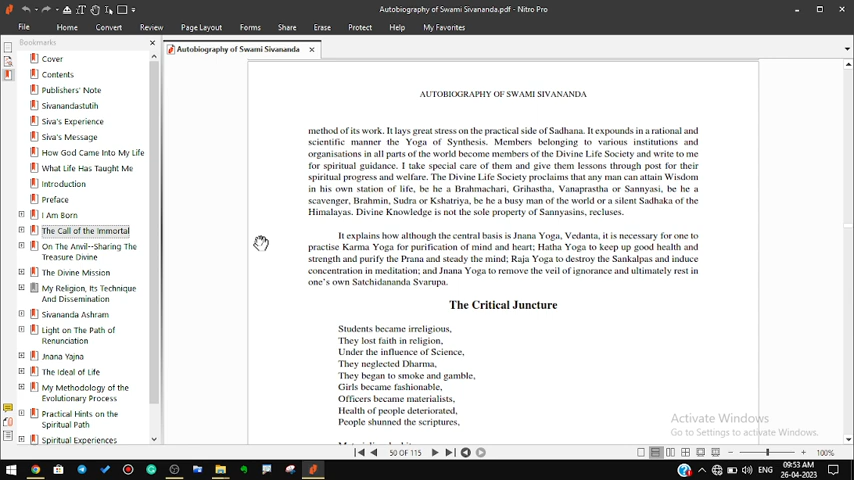 Autobiography of Swami Sivananda.pdf - Nitro Pro
File Home Convert Review Page Layout Forms Share Erase Protect Help My Favorites
Bookmarks
Autobiography of Swami Sivananda
Cover
Contents
Publishers' Note
Sivanandastutih
Siva's Experience
Siva's Message
How God Came Into My Life
What Life Has Taught Me
Introduction
Preface
I Am Born
The Call of the Immortal
On The Anvil--Sharing The
Treasure Divine
The Divine Mission
My Religion, Its Technique
And Dissemination
Sivananda Ashram
Light on The Path of
Renunciation
Jnana Yajna
The Ideal of Life
My Methodology of the
Evolutionary Process
Practical Hints on the
Spiritual Path
Spiritual Experiences
AUTOBIOGRAPHY OF SWAMI SIVANANDA
method of its work. It lays great stress on the practical side of Sadhana. It expounds in a rational and
scientific manner the Yoga of Synthesis. Members belonging to various institutions and
organisations in all parts of the world become members of the Divine Life Society and write to me
for spiritual guidance. I take special care of them and give them lessons through post for their
spiritual progress and welfare. The Divine Life Society proclaims that any man can attain Wisdom
in his own station of life, be he a Brahmachari, Grihastha, Vanaprastha or Sannyasi, be he a
scavenger, Brahmin, Sudra or Kshatriya, be he a busy man of the world or a silent Sadhaka of the
Himalayas. Divine Knowledge is not the sole property of Sannyasins, recluses.
It explains how although the central basis is Jnana Yoga, Vedanta, it is necessary for one to
practise Karma Yoga for purification of mind and heart; Hatha Yoga to keep up good health and
strength and purify the Prana and steady the mind; Raja Yoga to destroy the Sankalpas and induce
concentration in meditation; and Jnana Yoga to remove the veil of ignorance and ultimately rest in
one's own Satchidananda Svarupa.
The Critical Juncture
Students became irreligious,
They lost faith in religion,
Under the influence of Science,
They neglected Dharma,
They began to smoke and gamble,
Girls became fashionable,
Officers became materialists,
Health of people deteriorated,
People shunned the scriptures,
Activate Windows
Go to Settings to activate Windows.
50 OF 115
100%
ENG
09:53 AM
26-04-2023